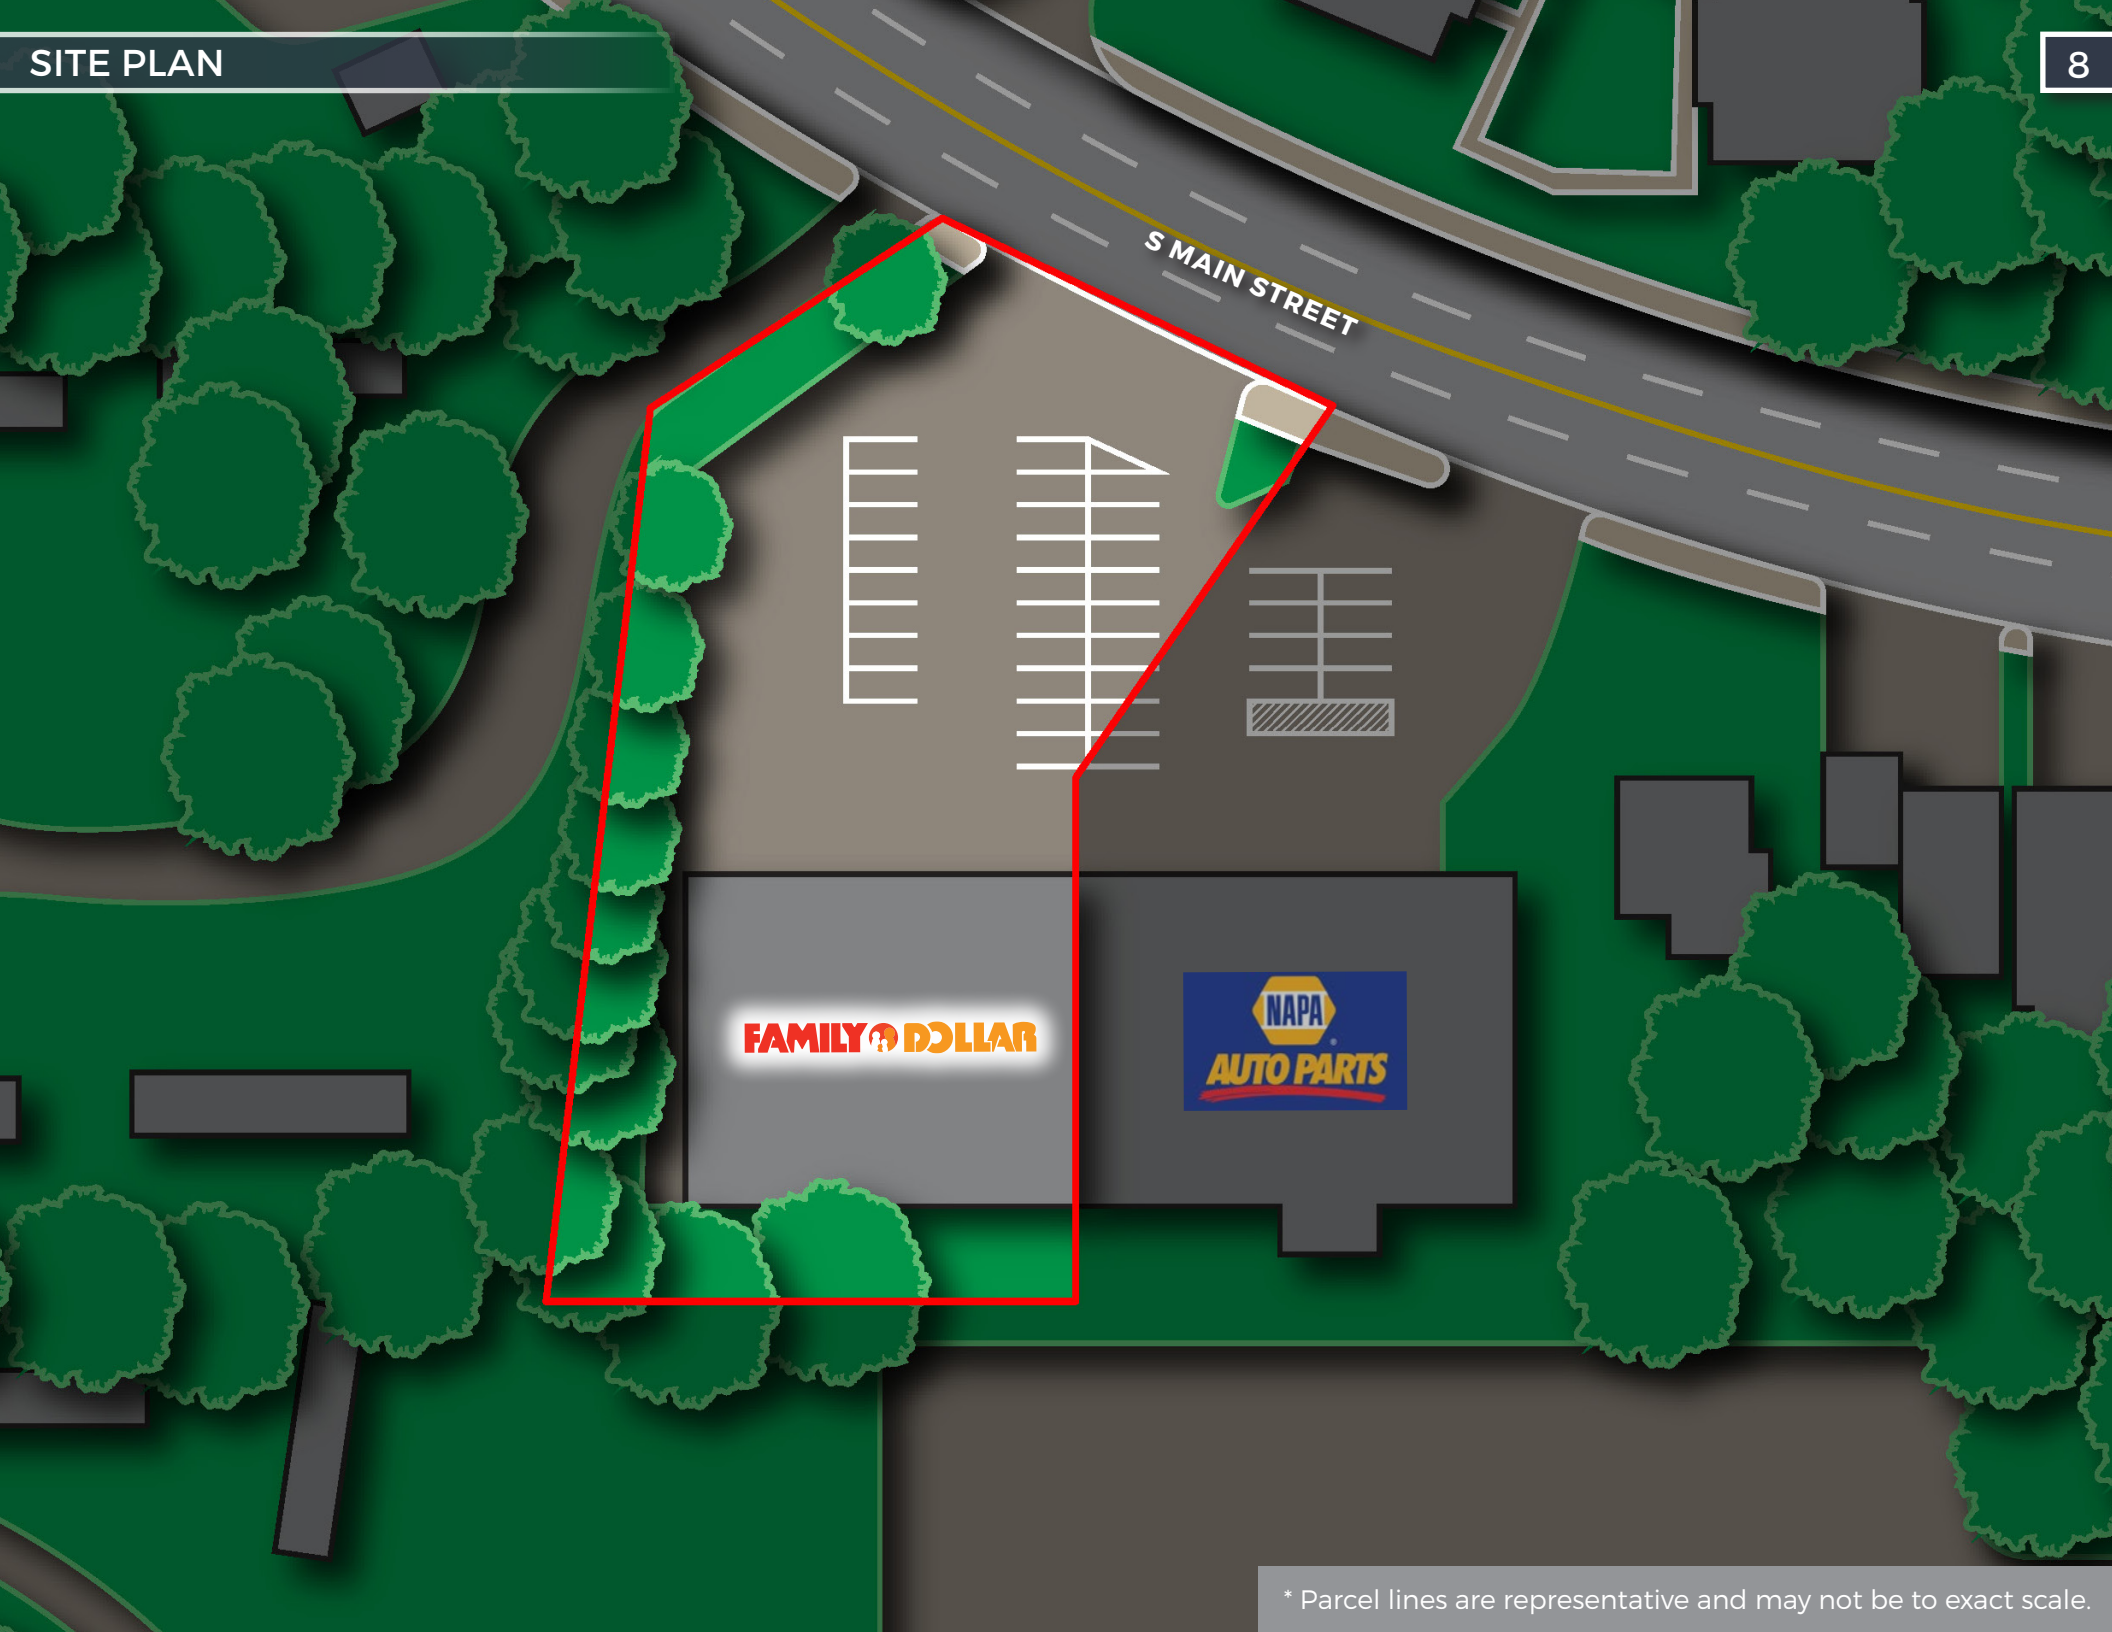 SITE PLAN
8
S MAIN STREET
FAMILY DOLLAR
NAPA
®
AUTO PARTS
* Parcel lines are representative and may not be to exact scale.